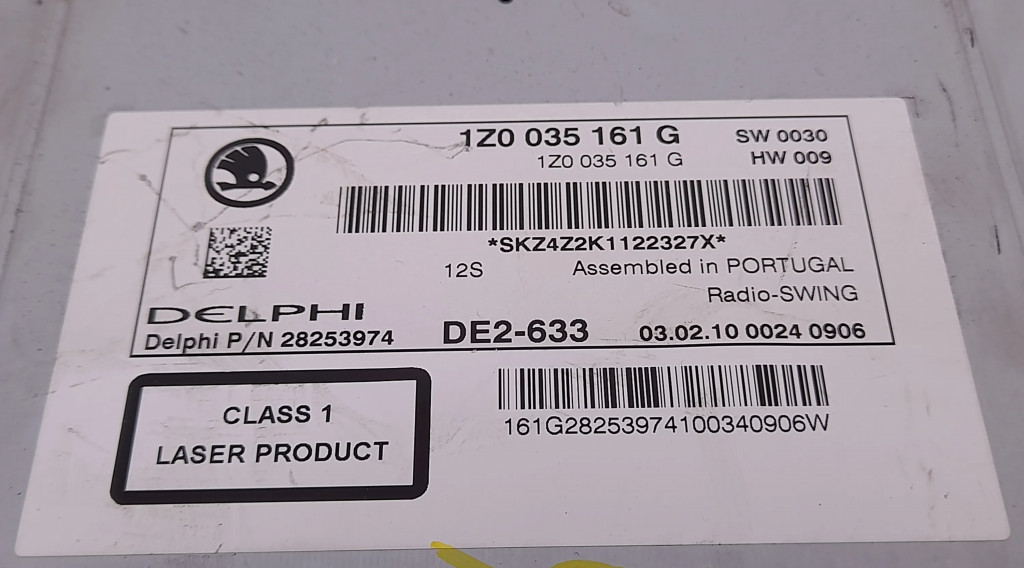 1Z0 035 161 G
SW 0030
1Z0 035 161 G
HW 009
*SKZ4Z2K1122327X*
12S
Assembled in PORTUGAL
Radio-SWING
DELPHI
Delphi P/N 28253974
DE2-633
03.02.10 0024 0906
CLASS 1
LASER PRODUCT
161G28253974100340906W